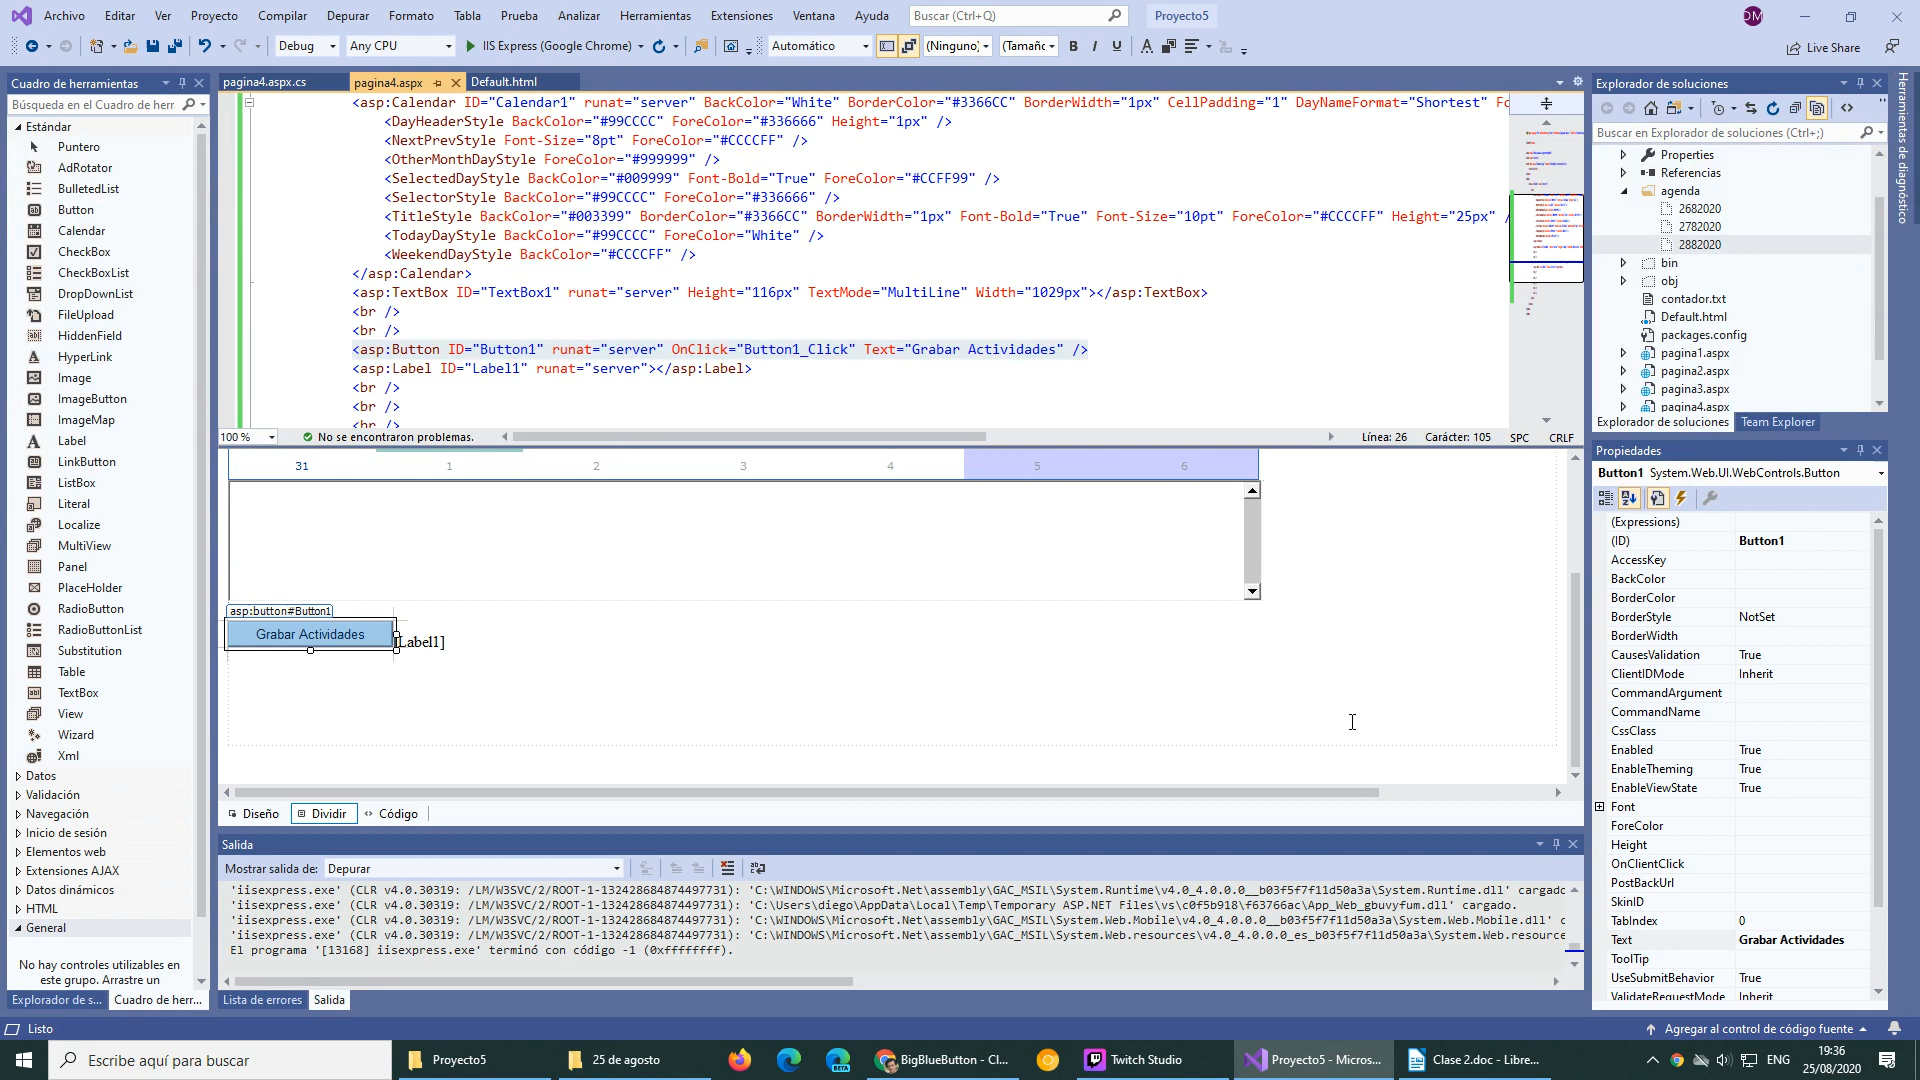 Archivo Editar Ver Proyecto Compilar Depurar Formato Tabla Prueba Analizar Herramientas Extensiones Ventana Ayuda Buscar (Ctrl+Q) Proyecto5 DM
Debug Any CPU IIS Express (Google Chrome) Automático (Ninguno) (Tamañc B I U A Live Share
Cuadro de herramientas
Búsqueda en el Cuadro de herr
Estándar
Puntero
AdRotator
BulletedList
Button
Calendar
CheckBox
CheckBoxList
DropDownList
FileUpload
HiddenField
HyperLink
Image
ImageButton
ImageMap
Label
LinkButton
ListBox
Literal
Localize
MultiView
Panel
PlaceHolder
RadioButton
RadioButtonList
Substitution
Table
TextBox
View
Wizard
Xml
Datos
Validación
Navegación
Inicio de sesión
Elementos web
Extensiones AJAX
Datos dinámicos
HTML
General
No hay controles utilizables en
este grupo. Arrastre un
Explorador de s... Cuadro de herr...
pagina4.aspx.cs pagina4.aspx Default.html
<asp:Calendar ID="Calendar1" runat="server" BackColor="White" BorderColor="#3366CC" BorderWidth="1px" CellPadding="1" DayNameFormat="Shortest" Fo
<DayHeaderStyle BackColor="#99CCCC" ForeColor="#336666" Height="1px" />
<NextPrevStyle Font-Size="8pt" ForeColor="#CCCCFF" />
<OtherMonthDayStyle ForeColor="#999999" />
<SelectedDayStyle BackColor="#009999" Font-Bold="True" ForeColor="#CCFF99" />
<SelectorStyle BackColor="#99CCCC" ForeColor="#336666" />
<TitleStyle BackColor="#003399" BorderColor="#3366CC" BorderWidth="1px" Font-Bold="True" Font-Size="10pt" ForeColor="#CCCCFF" Height="25px" /
<TodayDayStyle BackColor="#99CCCC" ForeColor="White" />
<WeekendDayStyle BackColor="#CCCCFF" />
</asp:Calendar>
<asp:TextBox ID="TextBox1" runat="server" Height="116px" TextMode="MultiLine" Width="1029px"></asp:TextBox>
<br />
<br />
<asp:Button ID="Button1" runat="server" OnClick="Button1_Click" Text="Grabar Actividades" />
<asp:Label ID="Label1" runat="server"></asp:Label>
<br />
<br />
<br />
100 % No se encontraron problemas. Línea: 26 Carácter: 105 SPC CRLF
31 1 2 3 4 5 6
asp:button#Button1
Grabar Actividades [Label1]
Diseño Dividir Código
Salida
Mostrar salida de: Depurar
'iisexpress.exe' (CLR v4.0.30319: /LM/W3SVC/2/ROOT-1-132428684874497731): 'C:\WINDOWS\Microsoft.Net\assembly\GAC_MSIL\System.Runtime\v4.0_4.0.0.0__b03f5f7f11d50a3a\System.Runtime.dll' cargado
'iisexpress.exe' (CLR v4.0.30319: /LM/W3SVC/2/ROOT-1-132428684874497731): 'C:\Users\diego\AppData\Local\Temp\Temporary ASP.NET Files\vs\c0f5b918\f63766ac\App_Web_gbuvyfum.dll' cargado.
'iisexpress.exe' (CLR v4.0.30319: /LM/W3SVC/2/ROOT-1-132428684874497731): 'C:\WINDOWS\Microsoft.Net\assembly\GAC_MSIL\System.Web.Mobile\v4.0_4.0.0.0__b03f5f7f11d50a3a\System.Web.Mobile.dll' c
'iisexpress.exe' (CLR v4.0.30319: /LM/W3SVC/2/ROOT-1-132428684874497731): 'C:\WINDOWS\Microsoft.Net\assembly\GAC_MSIL\System.Web.resources\v4.0_4.0.0.0_es_b03f5f7f11d50a3a\System.Web.resource
El programa '[13168] iisexpress.exe' terminó con código -1 (0xffffffff).
Lista de errores Salida
Explorador de soluciones
Buscar en Explorador de soluciones (Ctrl+;)
Properties
Referencias
agenda
2682020
2782020
2882020
bin
obj
contador.txt
Default.html
packages.config
pagina1.aspx
pagina2.aspx
pagina3.aspx
pagina4.aspx
Explorador de soluciones Team Explorer
Herramientas de diagnóstico
Propiedades
Button1 System.Web.UI.WebControls.Button
(Expressions)
(ID) Button1
AccessKey
BackColor
BorderColor
BorderStyle NotSet
BorderWidth
CausesValidation True
ClientIDMode Inherit
CommandArgument
CommandName
CssClass
Enabled True
EnableTheming True
EnableViewState True
Font
ForeColor
Height
OnClientClick
PostBackUrl
SkinID
TabIndex 0
Text Grabar Actividades
ToolTip
UseSubmitBehavior True
ValidateRequestMode Inherit
Listo Agregar al control de código fuente
Escribe aquí para buscar Proyecto5 25 de agosto BETA BigBlueButton - Cl... Twitch Studio Proyecto5 - Micros... Clase 2.doc - Libre... ENG 19:36
25/08/2020